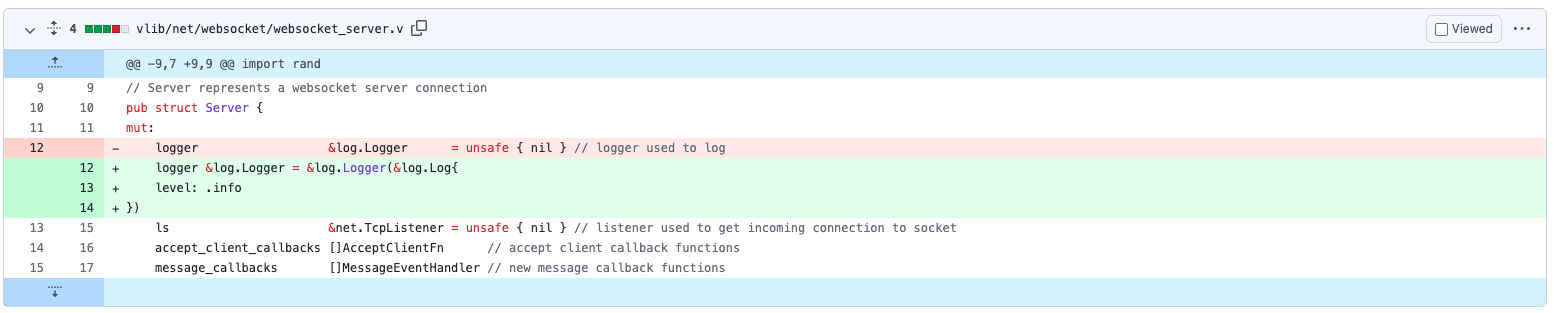 4 vlib/net/websocket/websocket_server.v Viewed ...
@@ -9,7 +9,9 @@ import rand
9 9 // Server represents a websocket server connection
10 10 pub struct Server {
11 11 mut:
12 - logger &log.Logger = unsafe { nil } // logger used to log
12 + logger &log.Logger = &log.Logger(&log.Log{
13 + level: .info
14 + })
13 15 ls &net.TcpListener = unsafe { nil } // listener used to get incoming connection to socket
14 16 accept_client_callbacks []AcceptClientFn // accept client callback functions
15 17 message_callbacks []MessageEventHandler // new message callback functions